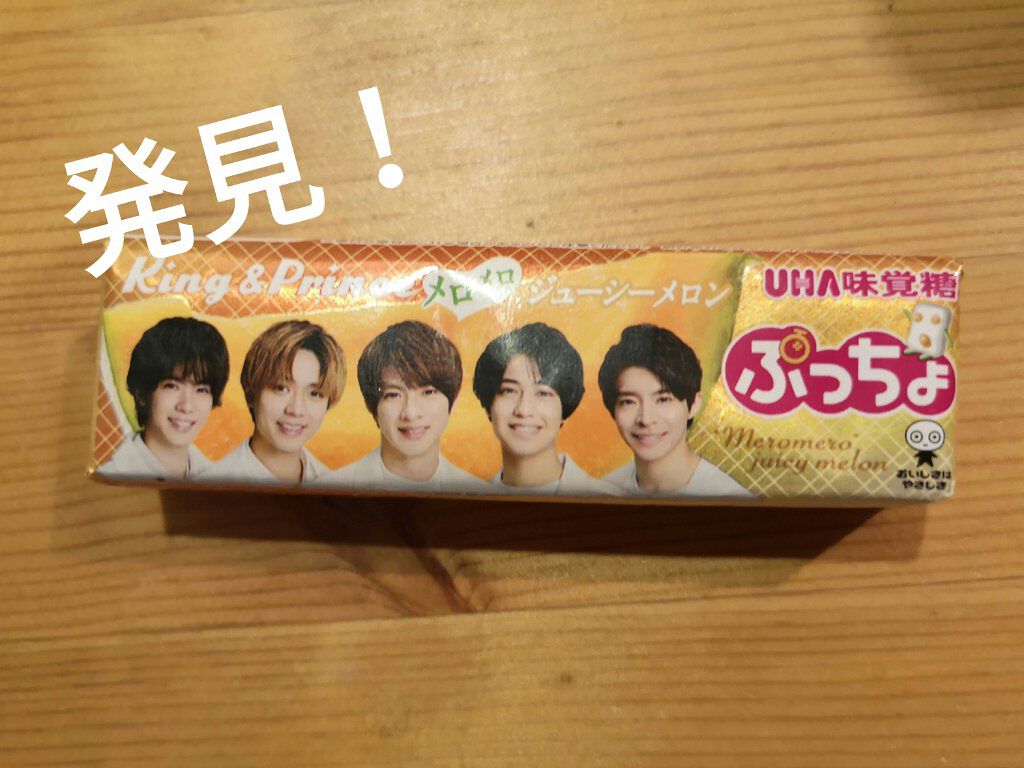 発見！
King & Prince メロメロ ジューシーメロン
UHA味覚糖
ぷっちょ
"Meromero"
juicy melon
おいしさは
やさしさ